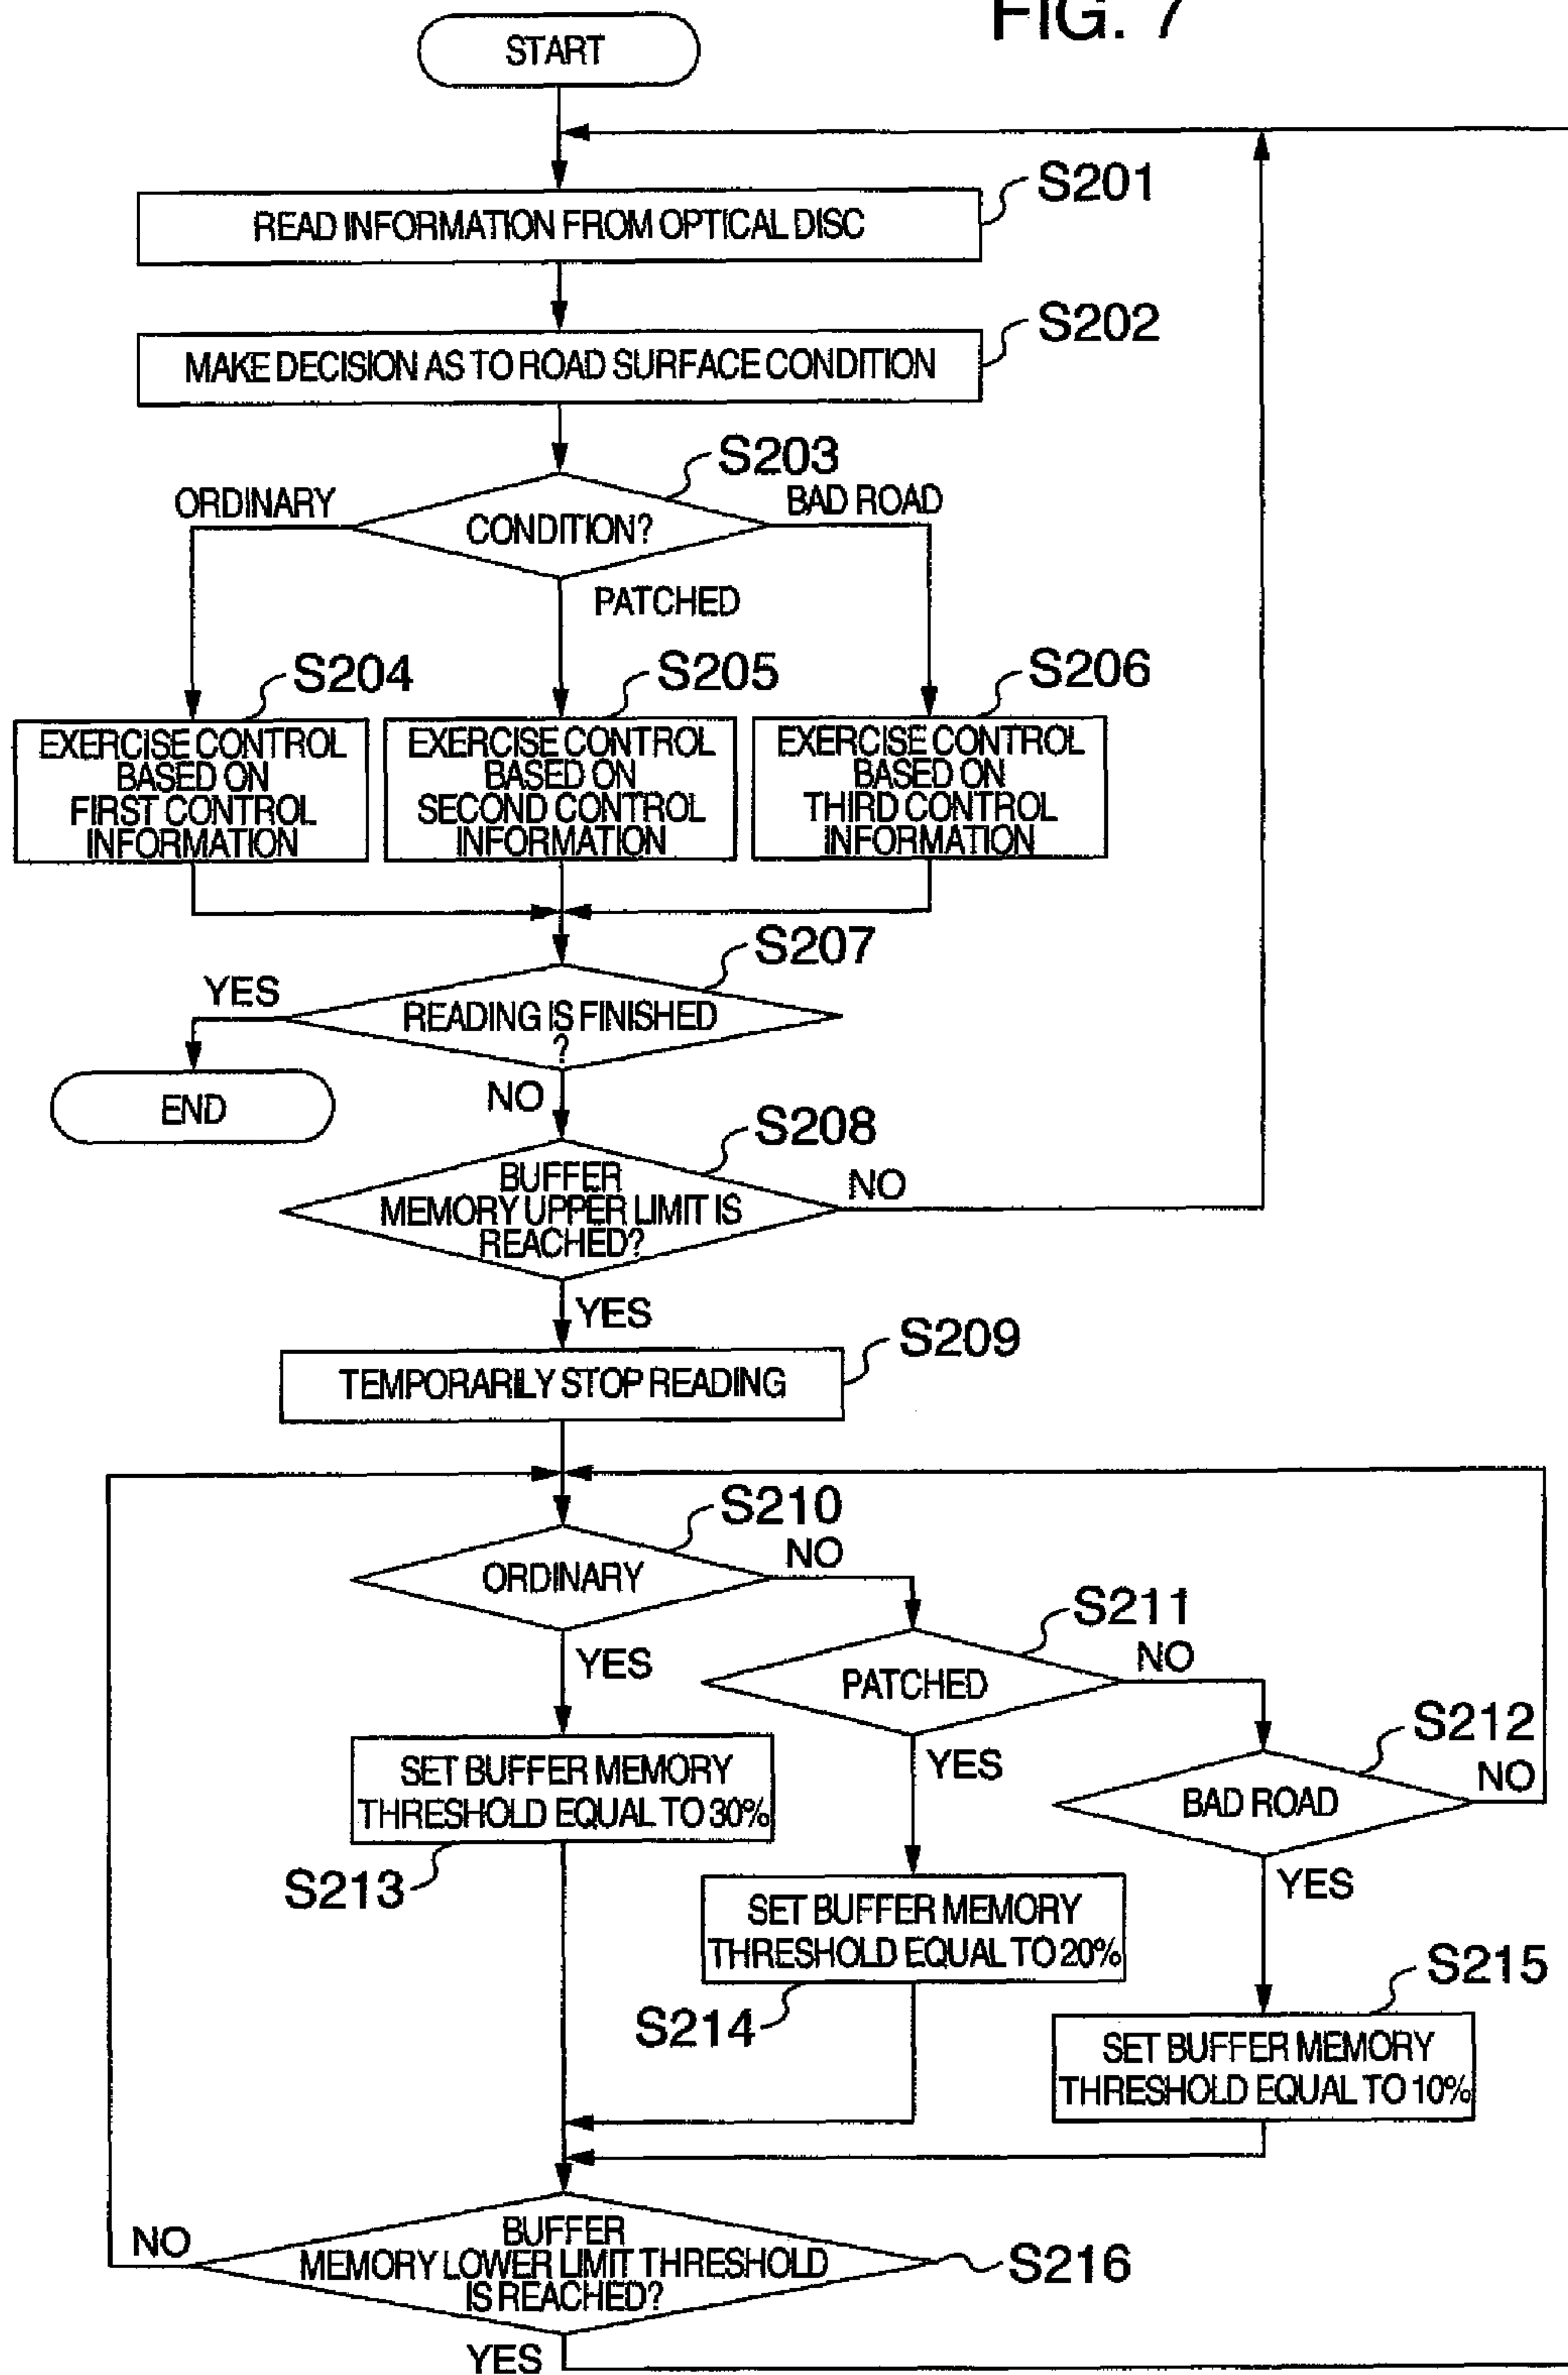 FIG. 7
START
S201
READ INFORMATION FROM OPTICAL DISC
S202
MAKE DECISION AS TO ROAD SURFACE CONDITION
S203
ORDINARY
BAD ROAD
CONDITION?
PATCHED
S204
S205
S206
EXERCISE CONTROL
BASED ON
FIRST CONTROL
INFORMATION
EXERCISE CONTROL
BASED ON
SECOND CONTROL
INFORMATION
EXERCISE CONTROL
BASED ON
THIRD CONTROL
INFORMATION
S207
YES
READING IS FINISHED
?
END
NO
S208
BUFFER
MEMORY UPPER LIMIT IS
REACHED?
NO
YES
S209
TEMPORARILY STOP READING
S210
ORDINARY
NO
S211
YES
PATCHED
NO
S212
SET BUFFER MEMORY
THRESHOLD EQUAL TO 30%
YES
BAD ROAD
NO
S213
YES
SET BUFFER MEMORY
THRESHOLD EQUAL TO 20%
S214
S215
SET BUFFER MEMORY
THRESHOLD EQUAL TO 10%
NO
BUFFER
MEMORY LOWER LIMIT THRESHOLD
IS REACHED?
S216
YES